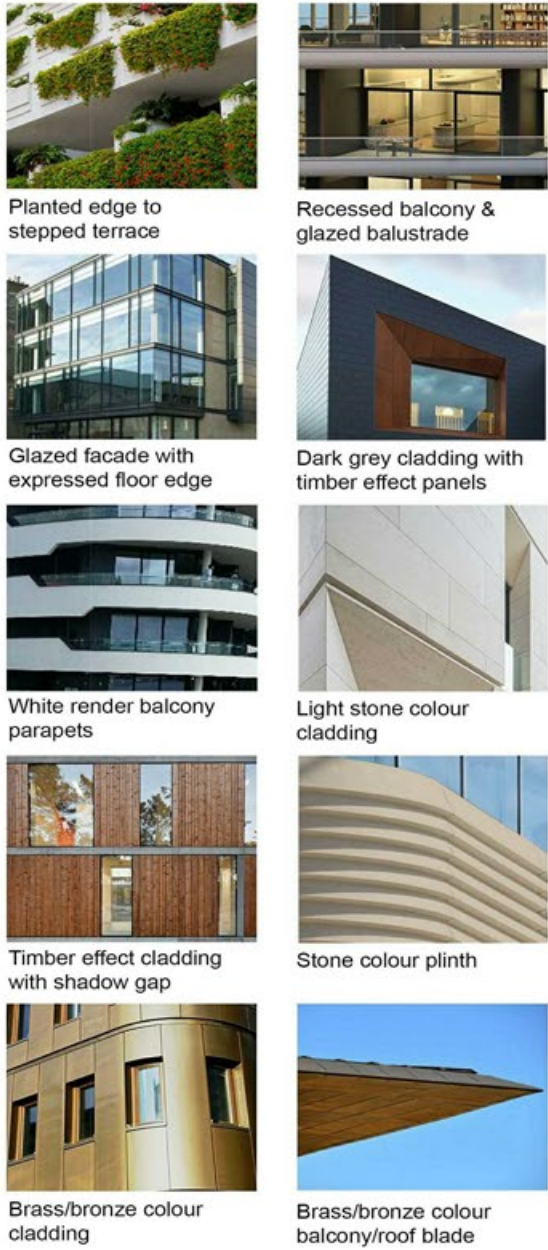 Planted edge to
stepped terrace
Recessed balcony &
glazed balustrade
Glazed facade with
expressed floor edge
Dark grey cladding with
timber effect panels
White render balcony
parapets
Light stone colour
cladding
Timber effect cladding
with shadow gap
Stone colour plinth
Brass/bronze colour
cladding
Brass/bronze colour
balcony/roof blade